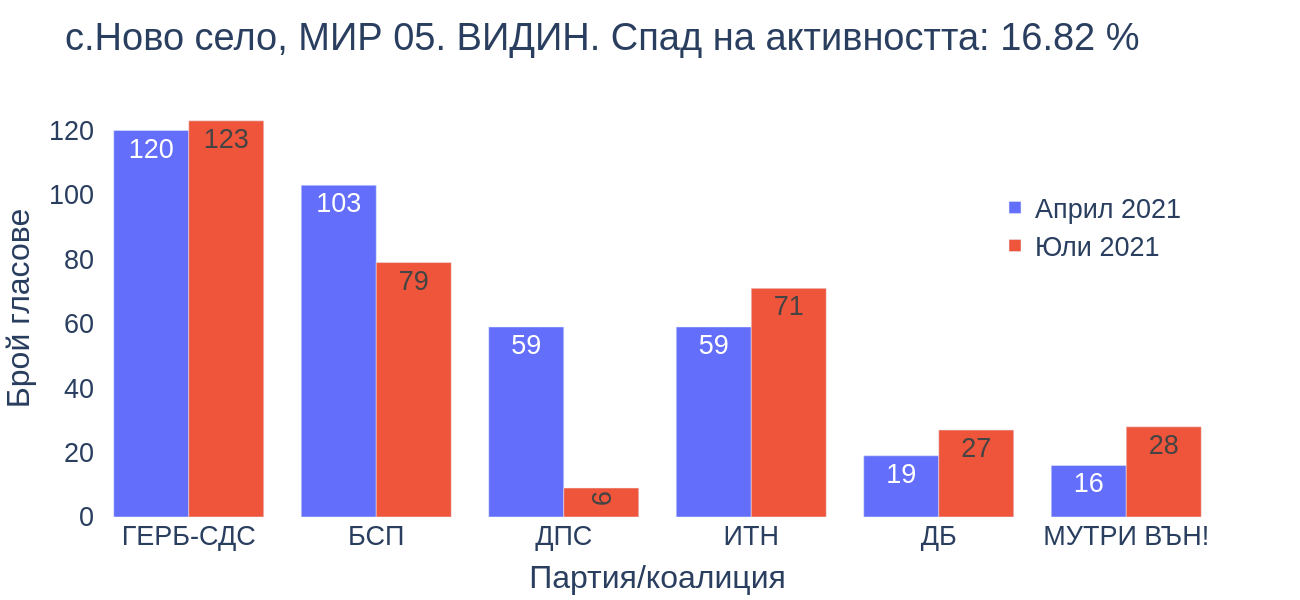 с.Ново село, МИР 05. ВИДИН. Спад на активността: 16.82 %
Брой гласове
120
100
80
60
40
20
0
120
123
103
79
59
9
59
71
19
27
16
28
Април 2021
Юли 2021
ГЕРБ-СДС
БСП
ДПС
ИТН
ДБ
МУТРИ ВЪН!
Партия/коалиция